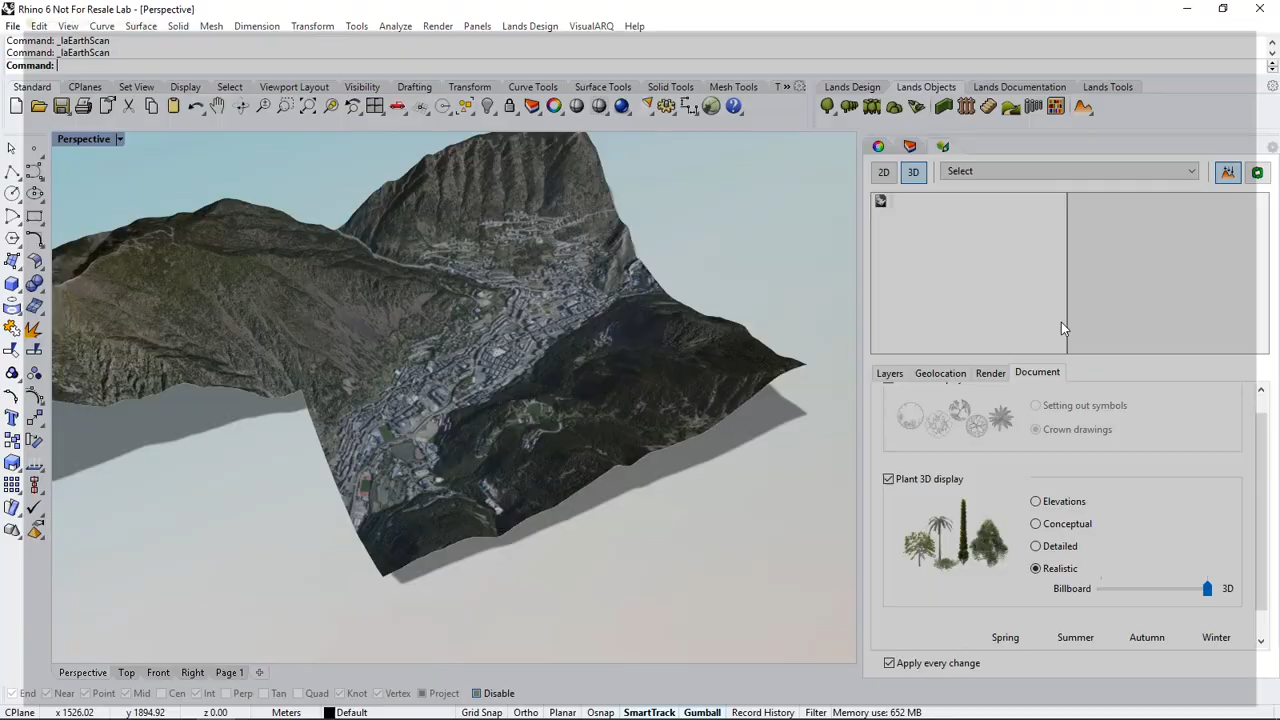 Rhino 6 Not For Resale Lab - [Perspective]
File Edit View Curve Surface Solid Mesh Dimension Transform Tools Analyze Render Panels Lands Design VisualARQ Help
Command: _laEarthScan
Command: _laEarthScan
Command:
Standard CPlanes Set View Display Select Viewport Layout Visibility Drafting Transform Curve Tools Surface Tools Solid Tools Mesh Tools T » Lands Design Lands Objects Lands Documentation Lands Tools
Perspective
2D 3D Select
Layers Geolocation Render Document
Setting out symbols
Crown drawings
Plant 3D display
Elevations
Conceptual
Detailed
Realistic
Billboard 3D
Spring Summer Autumn Winter
Apply every change
Perspective Top Front Right Page 1
End Near Point Mid Cen Int Perp Tan Quad Knot Vertex Project Disable
CPlane x 1526.02 y 1894.92 z 0.00 Meters Default Grid Snap Ortho Planar Osnap SmartTrack Gumball Record History Filter Memory use: 652 MB